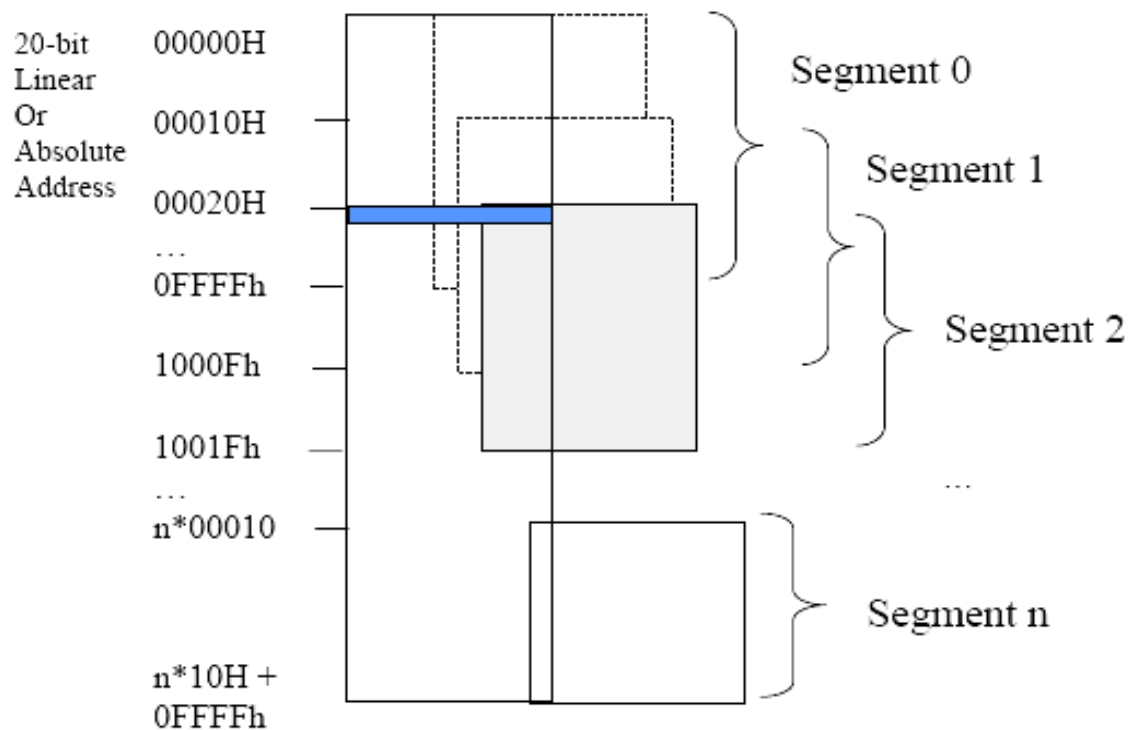 20-bit
Linear
Or
Absolute
Address
00000H
00010H
00020H
...
0FFFFh
1000Fh
1001Fh
...
n*00010
n*10H +
0FFFFh
Segment 0
Segment 1
Segment 2
...
Segment n